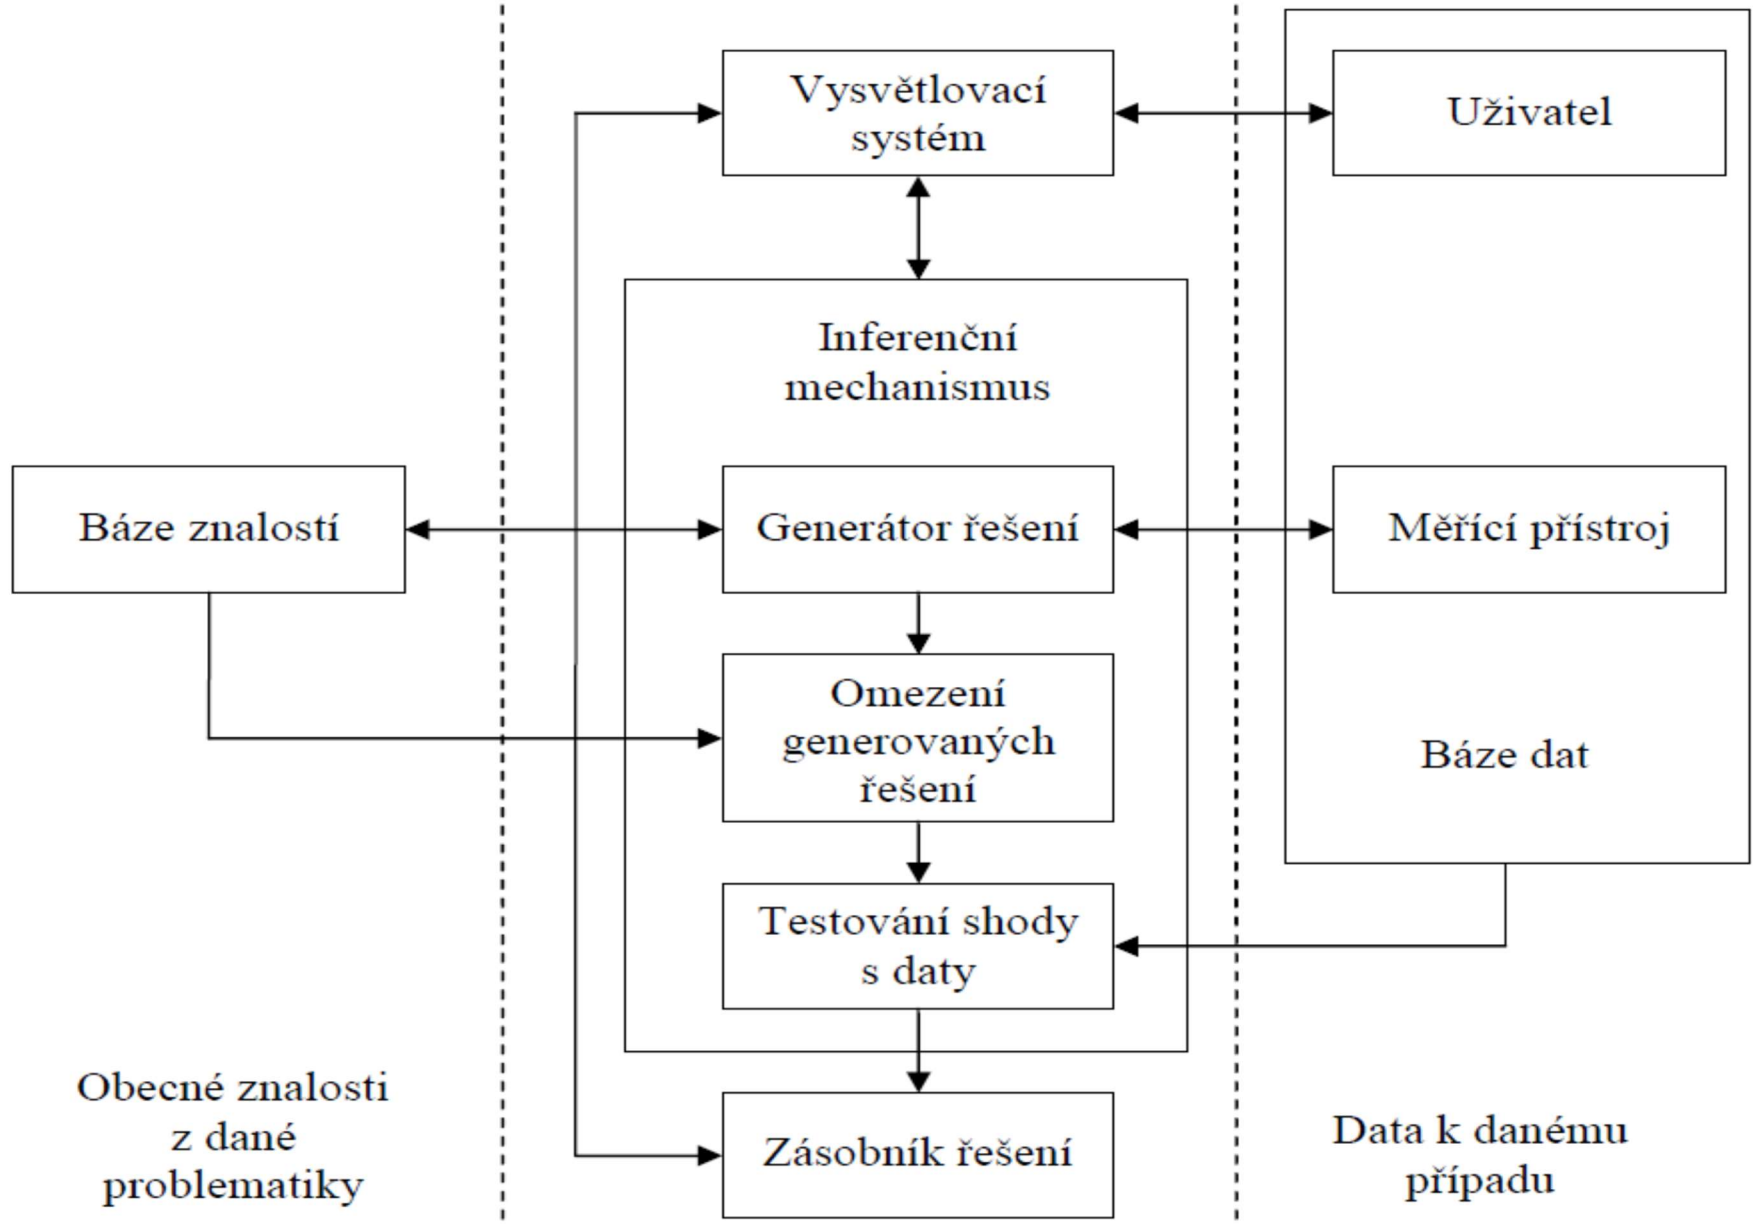 Vysvětlovací
systém
Uživatel
Inferenční
mechanismus
Báze znalostí
Generátor řešení
Měřící přístroj
Omezení
generovaných
řešení
Báze dat
Testování shody
s daty
Obecné znalosti
z dané
problematiky
Zásobník řešení
Data k danému
případu